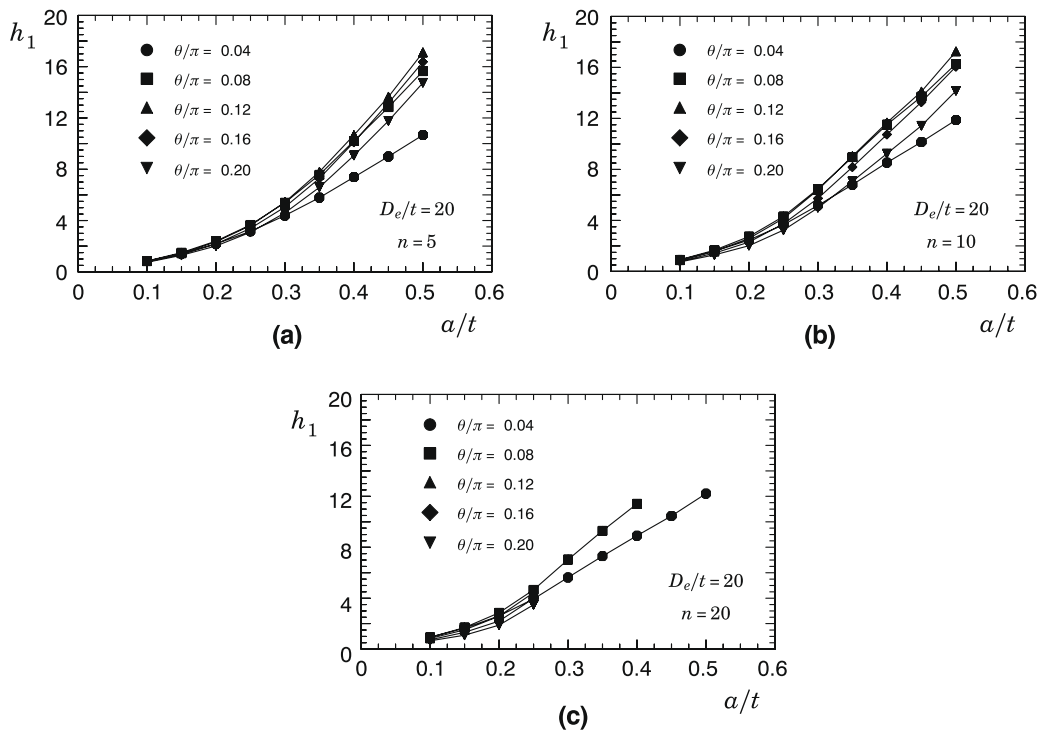 h1
20
16
12
8
4
0
θ/π = 0.04
θ/π = 0.08
θ/π = 0.12
θ/π = 0.16
θ/π = 0.20
De/t = 20
n = 5
0 0.1 0.2 0.3 0.4 0.5 0.6
a/t
(a)
h1
20
16
12
8
4
0
θ/π = 0.04
θ/π = 0.08
θ/π = 0.12
θ/π = 0.16
θ/π = 0.20
De/t = 20
n = 10
0 0.1 0.2 0.3 0.4 0.5 0.6
a/t
(b)
h1
20
16
12
8
4
0
θ/π = 0.04
θ/π = 0.08
θ/π = 0.12
θ/π = 0.16
θ/π = 0.20
De/t = 20
n = 20
0 0.1 0.2 0.3 0.4 0.5 0.6
a/t
(c)